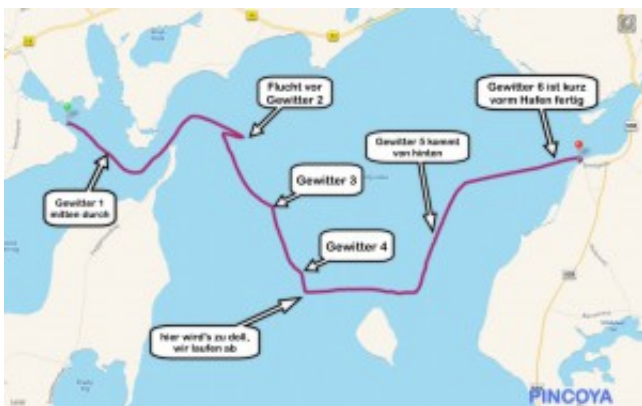 Flucht vor
Gewitter 2
Gewitter 6 ist kurz
vorm Hafen fertig
Gewitter 5 kommt
von hinten
Gewitter 3
Gewitter 1
mitten durch
Gewitter 4
hier wird's zu doll,
wir laufen ab
PINCOYA